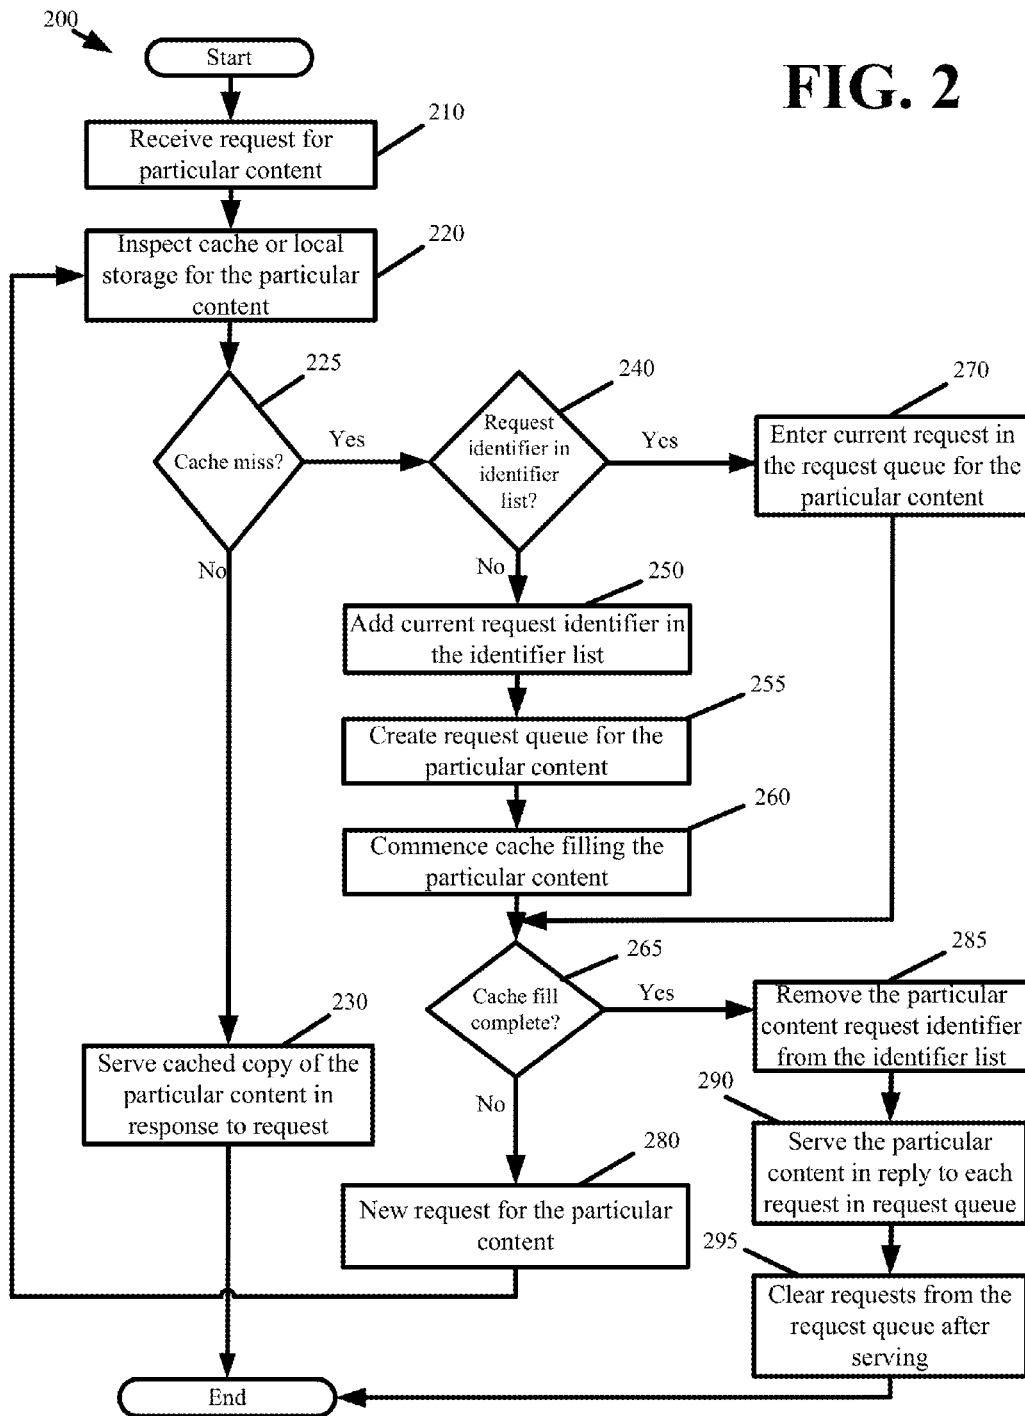 200
Start
FIG. 2
210
Receive request for
particular content
220
Inspect cache or local
storage for the particular
content
225
Cache miss?
Yes
No
240
Request
identifier in
identifier
list?
Yes
No
270
Enter current request in
the request queue for the
particular content
250
Add current request identifier in
the identifier list
255
Create request queue for the
particular content
260
Commence cache filling the
particular content
265
Cache fill
complete?
Yes
No
285
Remove the particular
content request identifier
from the identifier list
230
Serve cached copy of the
particular content in
response to request
290
Serve the particular
content in reply to each
request in request queue
280
New request for the particular
content
295
Clear requests from the
request queue after
serving
End